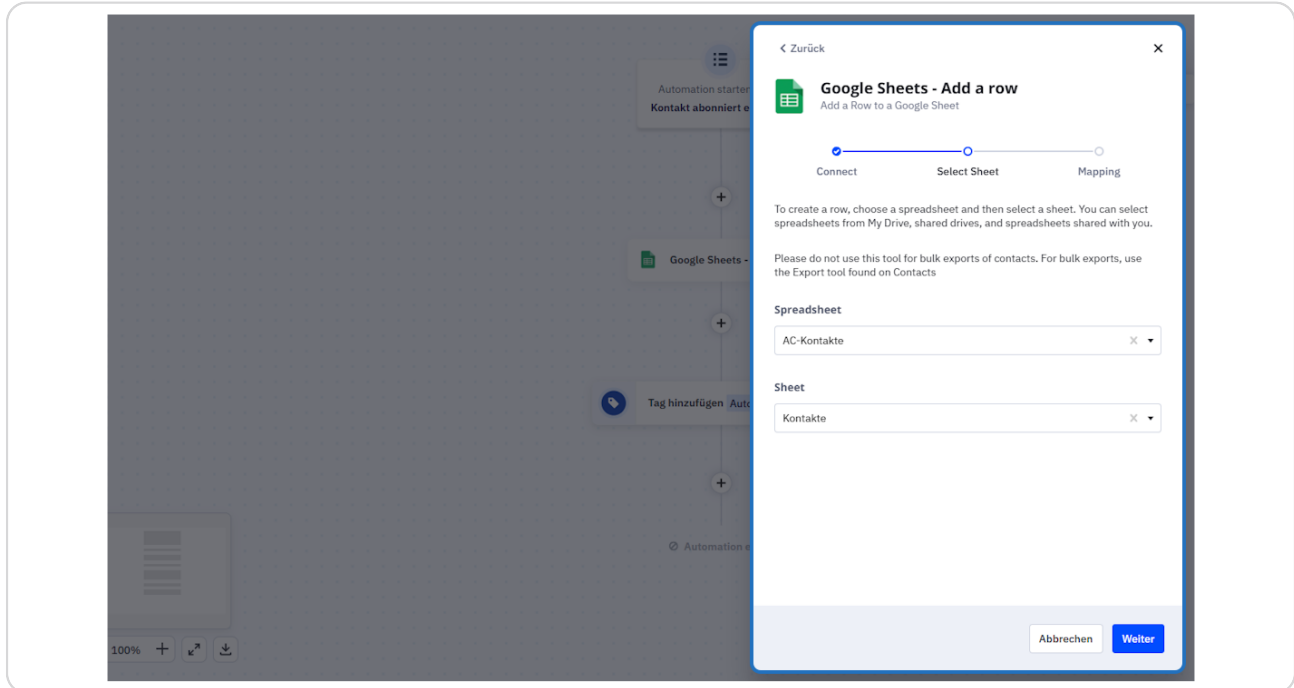 Automation starter
Kontakt abonniert e
Google Sheets -
Tag hinzufügen Auto
Automation e
100%
Zurück
Google Sheets - Add a row
Add a Row to a Google Sheet
Connect
Select Sheet
Mapping
To create a row, choose a spreadsheet and then select a sheet. You can select
spreadsheets from My Drive, shared drives, and spreadsheets shared with you.
Please do not use this tool for bulk exports of contacts. For bulk exports, use
the Export tool found on Contacts
Spreadsheet
AC-Kontakte
Sheet
Kontakte
Abbrechen
Weiter